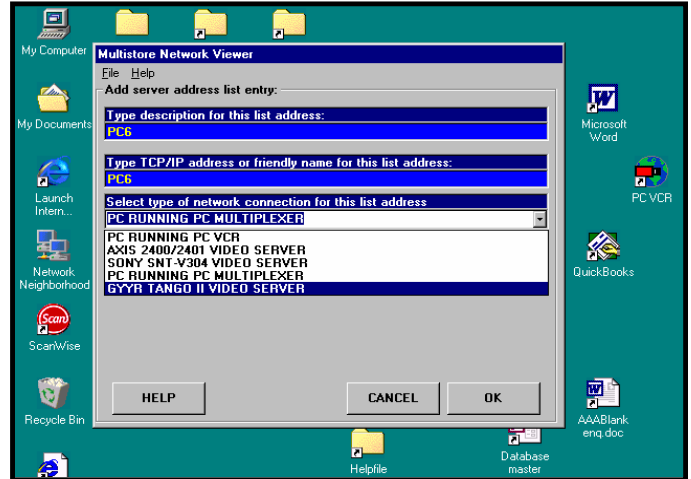 My Computer
Multistore Network Viewer
File Help
Add server address list entry:
Type description for this list address:
PC6
Type TCP/IP address or friendly name for this list address:
PC6
Select type of network connection for this list address
PC RUNNING PC MULTIPLEXER
PC RUNNING PC VCR
AXIS 2400/2401 VIDEO SERVER
SONY SNT-V304 VIDEO SERVER
PC RUNNING PC MULTIPLEXER
GYYR TANGO II VIDEO SERVER
HELP
CANCEL
OK
My Documents
Launch
Intern...
Network
Neighborhood
Scan
ScanWise
Recycle Bin
Microsoft
Word
PC VCR
QuickBooks
AAABlank
enq.doc
Helpfile
Database
master